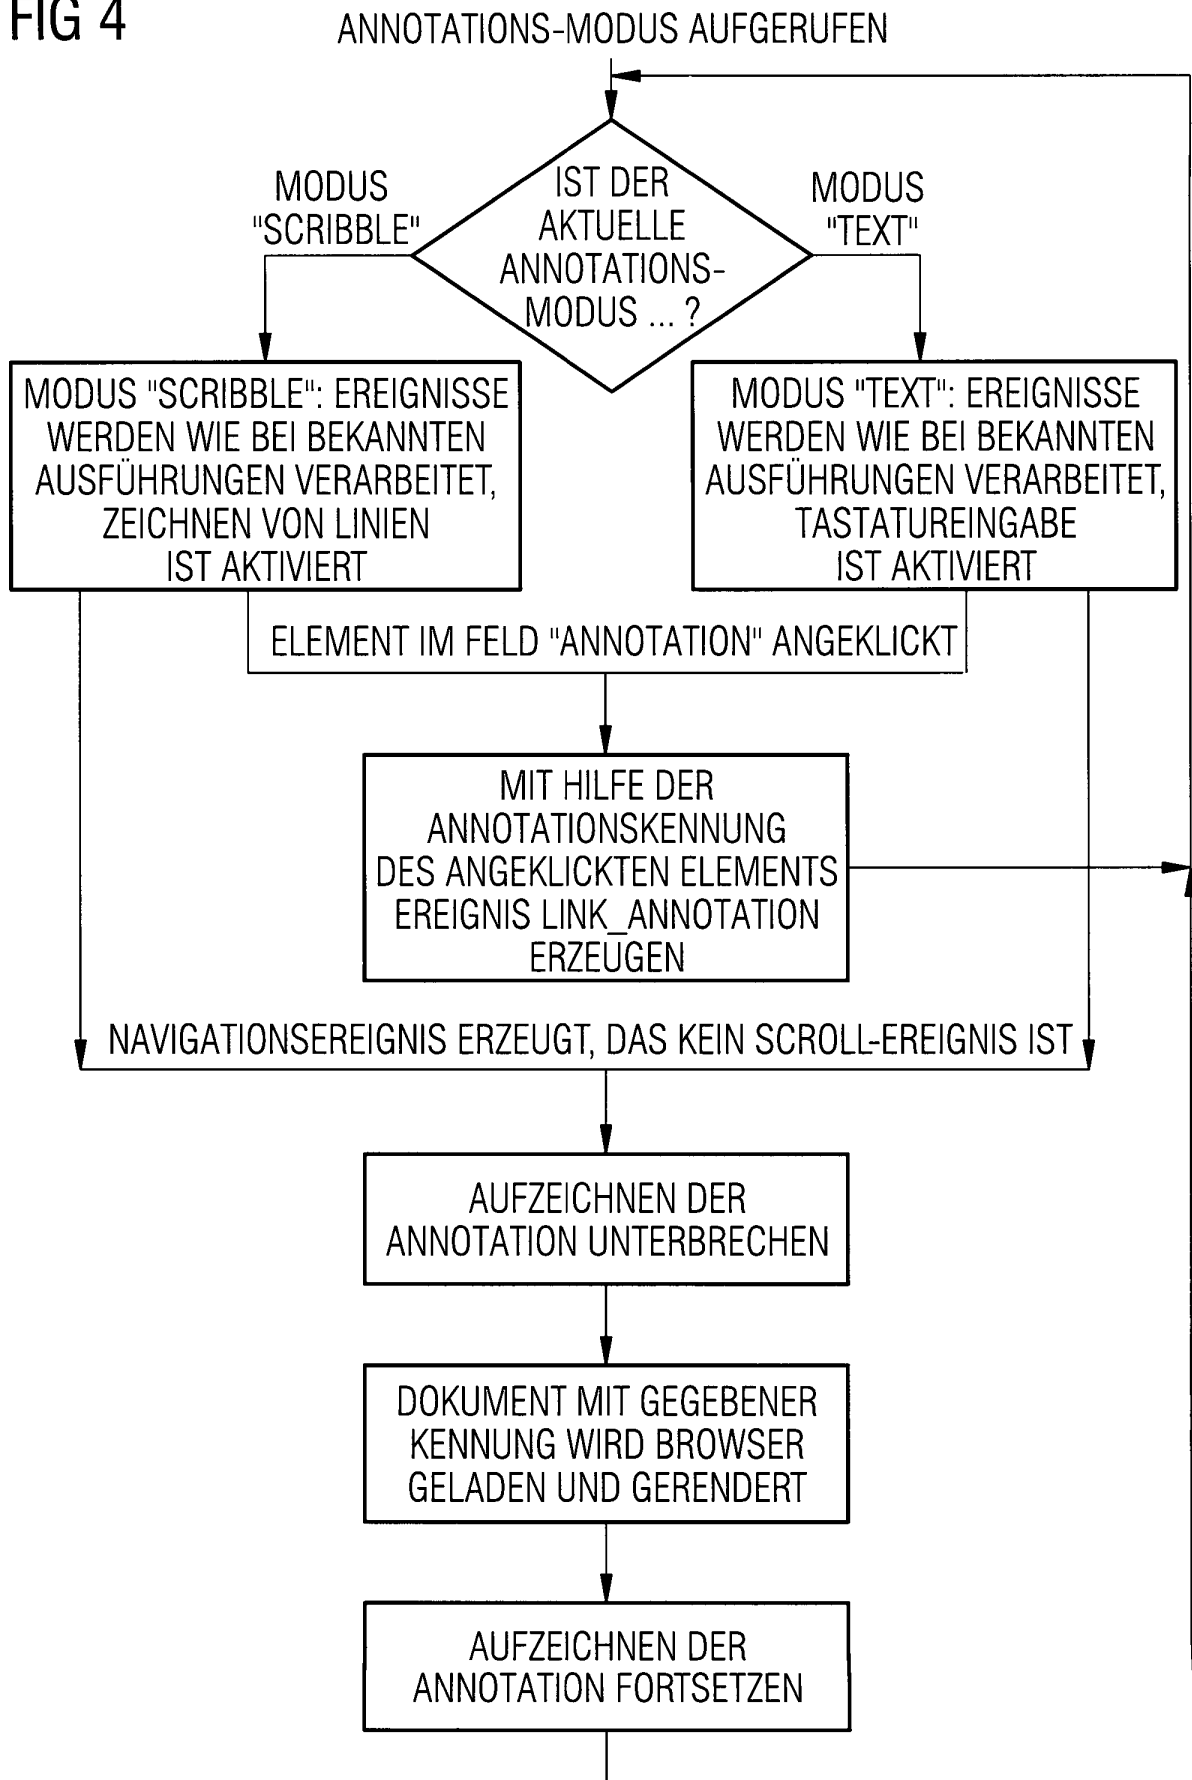 FIG 4
ANNOTATIONS-MODUS AUFGERUFEN
IST DER
AKTUELLE
ANNOTATIONS-
MODUS ... ?
MODUS
"SCRIBBLE"
MODUS
"TEXT"
MODUS "SCRIBBLE": EREIGNISSE
WERDEN WIE BEI BEKANNTEN
AUSFÜHRUNGEN VERARBEITET,
ZEICHNEN VON LINIEN
IST AKTIVIERT
MODUS "TEXT": EREIGNISSE
WERDEN WIE BEI BEKANNTEN
AUSFÜHRUNGEN VERARBEITET,
TASTATUREINGABE
IST AKTIVIERT
ELEMENT IM FELD "ANNOTATION" ANGEKLICKT
MIT HILFE DER
ANNOTATIONSKENNUNG
DES ANGEKLICKTEN ELEMENTS
EREIGNIS LINK_ANNOTATION
ERZEUGEN
NAVIGATIONSEREIGNIS ERZEUGT, DAS KEIN SCROLL-EREIGNIS IST
AUFZEICHNEN DER
ANNOTATION UNTERBRECHEN
DOKUMENT MIT GEGEBENER
KENNUNG WIRD BROWSER
GELADEN UND GERENDERT
AUFZEICHNEN DER
ANNOTATION FORTSETZEN